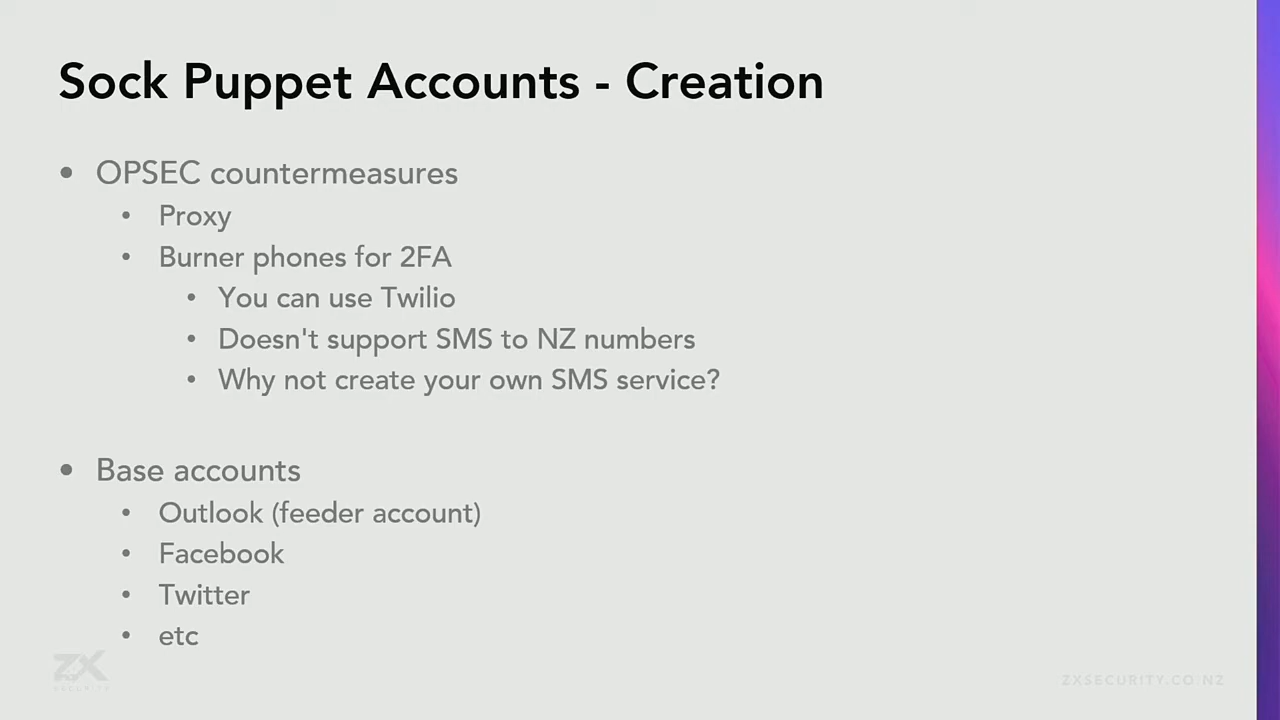 Sock Puppet Accounts - Creation
• OPSEC countermeasures
• Proxy
• Burner phones for 2FA
• You can use Twilio
• Doesn't support SMS to NZ numbers
• Why not create your own SMS service?
• Base accounts
• Outlook (feeder account)
• Facebook
• Twitter
• etc
ZX
SECURITY
ZXSECURITY.CO.NZ